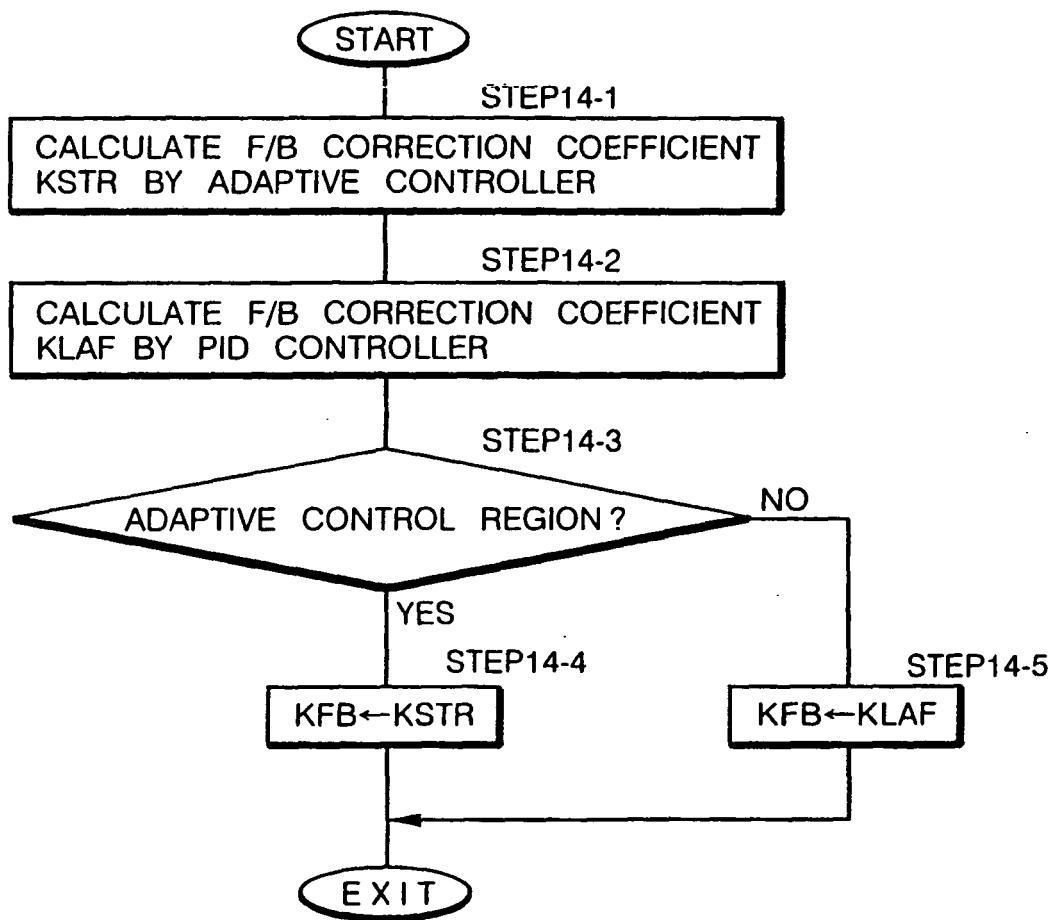 START
STEP14-1
CALCULATE F/B CORRECTION COEFFICIENT
KSTR BY ADAPTIVE CONTROLLER
STEP14-2
CALCULATE F/B CORRECTION COEFFICIENT
KLAF BY PID CONTROLLER
STEP14-3
ADAPTIVE CONTROL REGION?
NO
YES
STEP14-4
STEP14-5
KFB←KSTR
KFB←KLAF
EXIT